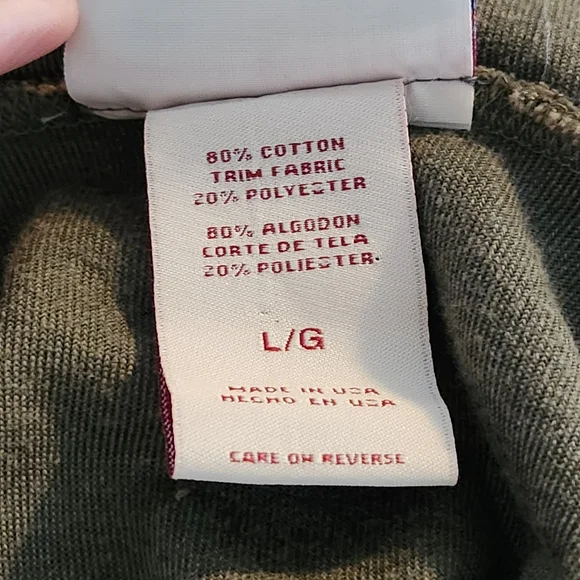 80% COTTON
TRIM FABRIC
20% POLYESTER
80% ALGODON
CORTE DE TELA
20% POLIESTER.
L/G
MADE IN USA
HECHO EN USA
CARE ON REVERSE